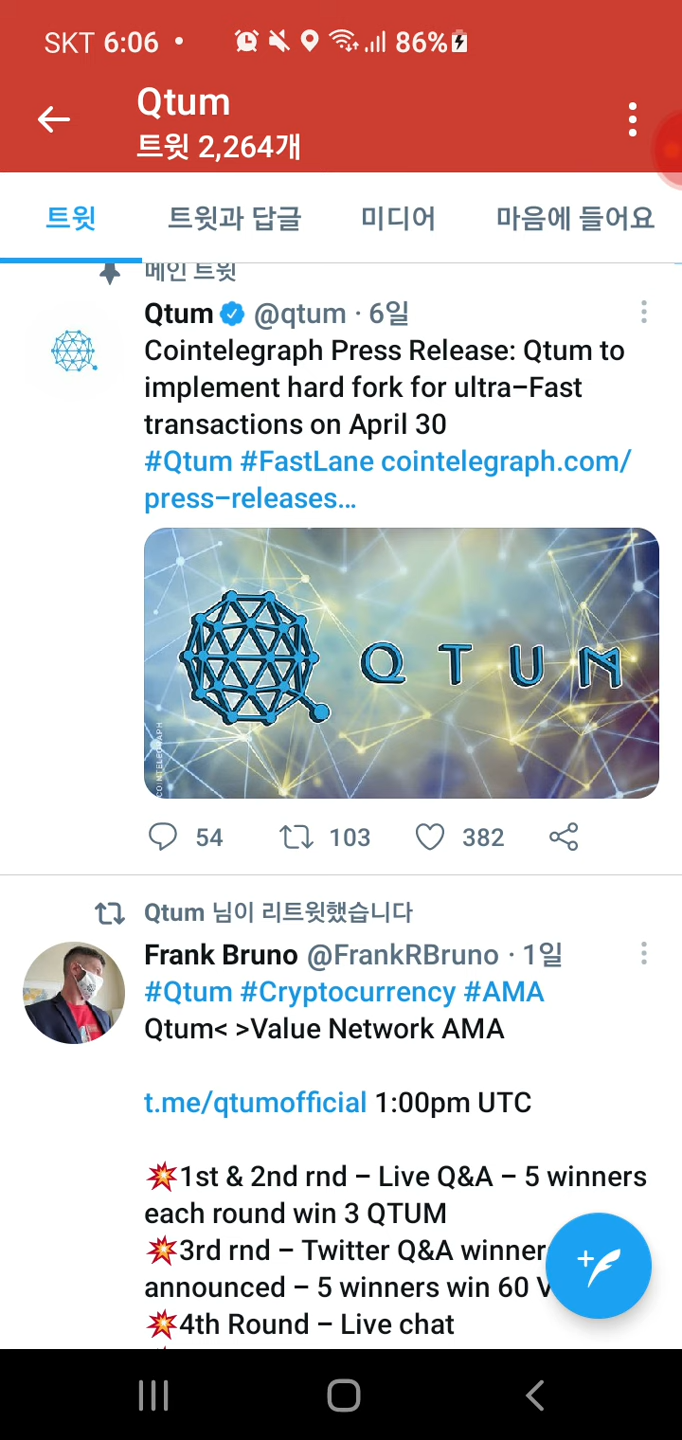 SKT 6:06 • 86%
Qtum
트윗 2,264개
트윗 트윗과 답글 미디어 마음에 들어요
메인 트윗
Qtum @qtum · 6일
Cointelegraph Press Release: Qtum to
implement hard fork for ultra–Fast
transactions on April 30
#Qtum #FastLane cointelegraph.com/
press–releases…
QTUM
COINTELEGRAPH
54 103 382
Qtum 님이 리트윗했습니다
Frank Bruno @FrankRBruno · 1일
#Qtum #Cryptocurrency #AMA
Qtum< >Value Network AMA
t.me/qtumofficial 1:00pm UTC
💥1st & 2nd rnd – Live Q&A – 5 winners
each round win 3 QTUM
💥3rd rnd – Twitter Q&A winner
announced – 5 winners win 60 V
💥4th Round – Live chat